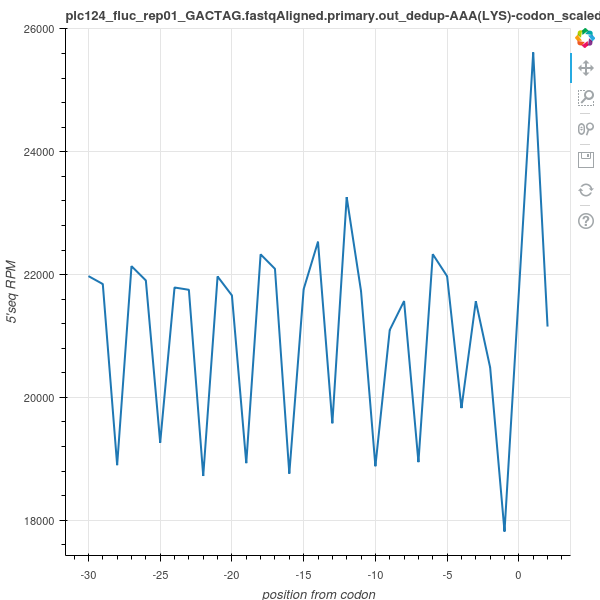 plc124_fluc_rep01_GACTAG.fastqAligned.primary.out_dedup-AAA(LYS)-codon_scaled
26000
24000
22000
20000
18000
5'seq RPM
-30 -25 -20 -15 -10 -5 0
position from codon